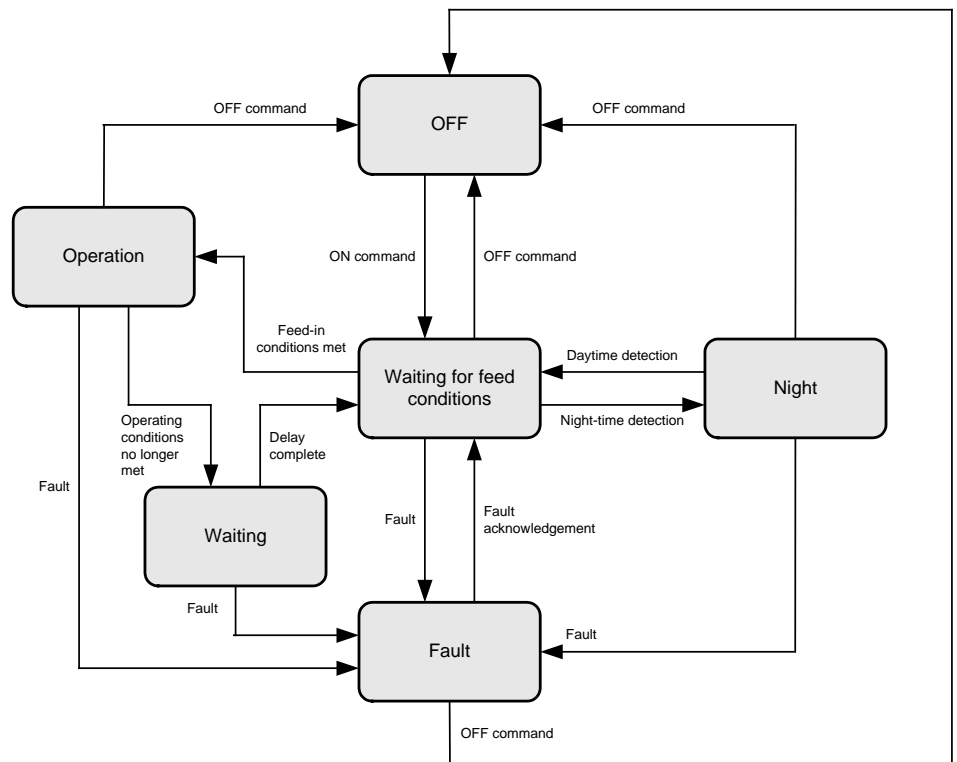 OFF command
OFF command
OFF
Operation
ON command
OFF command
Feed-in
conditions met
Waiting for feed
conditions
Daytime detection
Night
Night-time detection
Operating
conditions
no longer
met
Delay
complete
Fault
Waiting
Fault
Fault
acknowledgement
Fault
Fault
Fault
OFF command